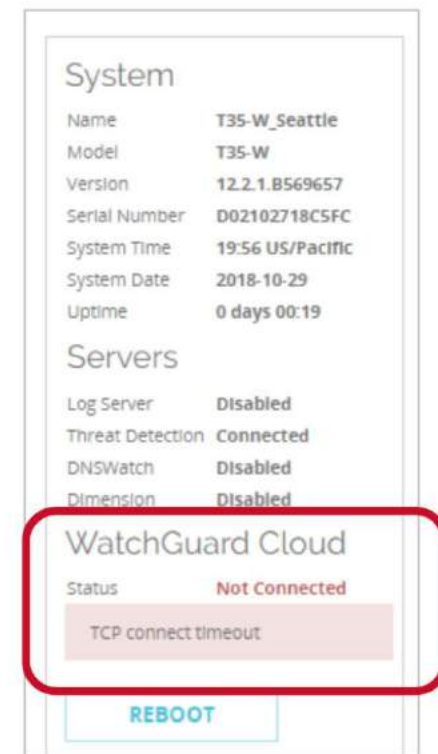 System
Name T35-W_Seattle
Model T35-W
Version 12.2.1.B569657
Serial Number D02102718C5FC
System Time 19:56 US/Pacific
System Date 2018-10-29
Uptime 0 days 00:19
Servers
Log Server Disabled
Threat Detection Connected
DNSWatch Disabled
Dimension Disabled
WatchGuard Cloud
Status Not Connected
TCP connect timeout
REBOOT